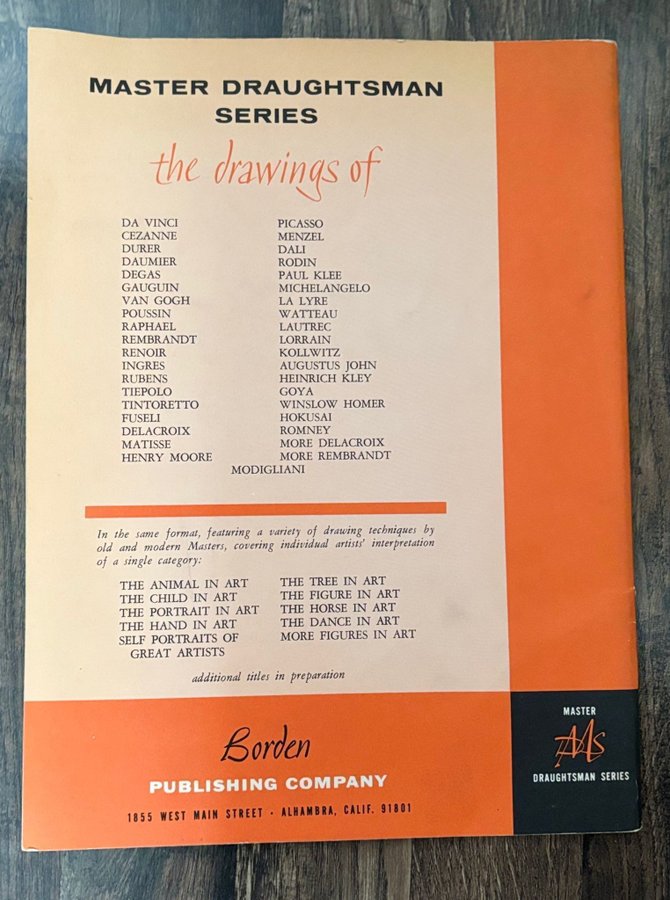 MASTER DRAUGHTSMAN
SERIES
the drawings of
DA VINCI
CEZANNE
DURER
DAUMIER
DEGAS
GAUGUIN
VAN GOGH
POUSSIN
RAPHAEL
REMBRANDT
RENOIR
INGRES
RUBENS
TIEPOLO
TINTORETTO
FUSELI
DELACROIX
MATISSE
HENRY MOORE
PICASSO
MENZEL
DALI
RODIN
PAUL KLEE
MICHELANGELO
LA LYRE
WATTEAU
LAUTREC
LORRAIN
KOLLWITZ
AUGUSTUS JOHN
HEINRICH KLEY
GOYA
WINSLOW HOMER
HOKUSAI
ROMNEY
MORE DELACROIX
MORE REMBRANDT
MODIGLIANI
In the same format, featuring a variety of drawing techniques by
old and modern Masters, covering individual artists' interpretation
of a single category:
THE ANIMAL IN ART
THE CHILD IN ART
THE PORTRAIT IN ART
THE HAND IN ART
SELF PORTRAITS OF
GREAT ARTISTS
THE TREE IN ART
THE FIGURE IN ART
THE HORSE IN ART
THE DANCE IN ART
MORE FIGURES IN ART
additional titles in preparation
Borden
PUBLISHING COMPANY
1855 WEST MAIN STREET · ALHAMBRA, CALIF. 91801
MASTER
MS
DRAUGHTSMAN SERIES